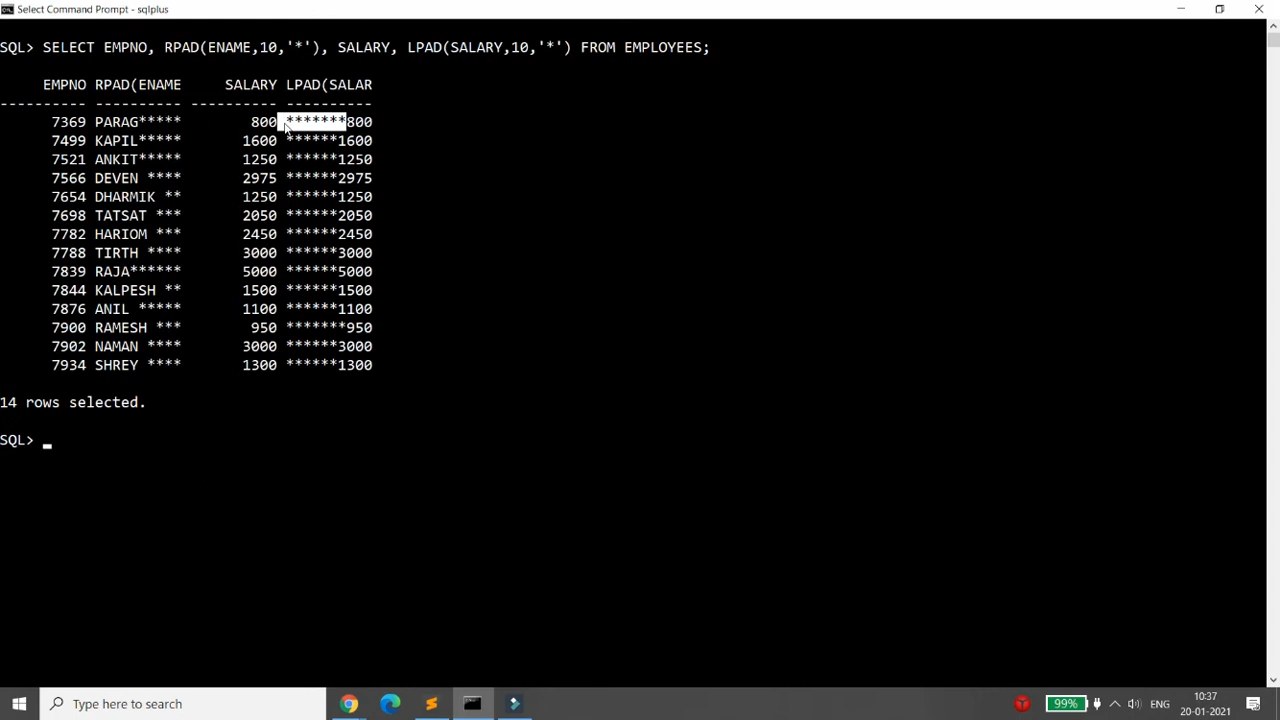 Select Command Prompt - sqlplus
SQL> SELECT EMPNO, RPAD(ENAME,10,'*'), SALARY, LPAD(SALARY,10,'*') FROM EMPLOYEES;
EMPNO RPAD(ENAME SALARY LPAD(SALAR
---------- ---------- ---------- ----------
7369 PARAG***** 800 *******800
7499 KAPIL***** 1600 ******1600
7521 ANKIT***** 1250 ******1250
7566 DEVEN **** 2975 ******2975
7654 DHARMIK ** 1250 ******1250
7698 TATSAT *** 2050 ******2050
7782 HARIOM *** 2450 ******2450
7788 TIRTH **** 3000 ******3000
7839 RAJA****** 5000 ******5000
7844 KALPESH ** 1500 ******1500
7876 ANIL ***** 1100 ******1100
7900 RAMESH *** 950 *******950
7902 NAMAN **** 3000 ******3000
7934 SHREY **** 1300 ******1300
14 rows selected.
SQL> _
Type here to search
99%
ENG
10:37
20-01-2021